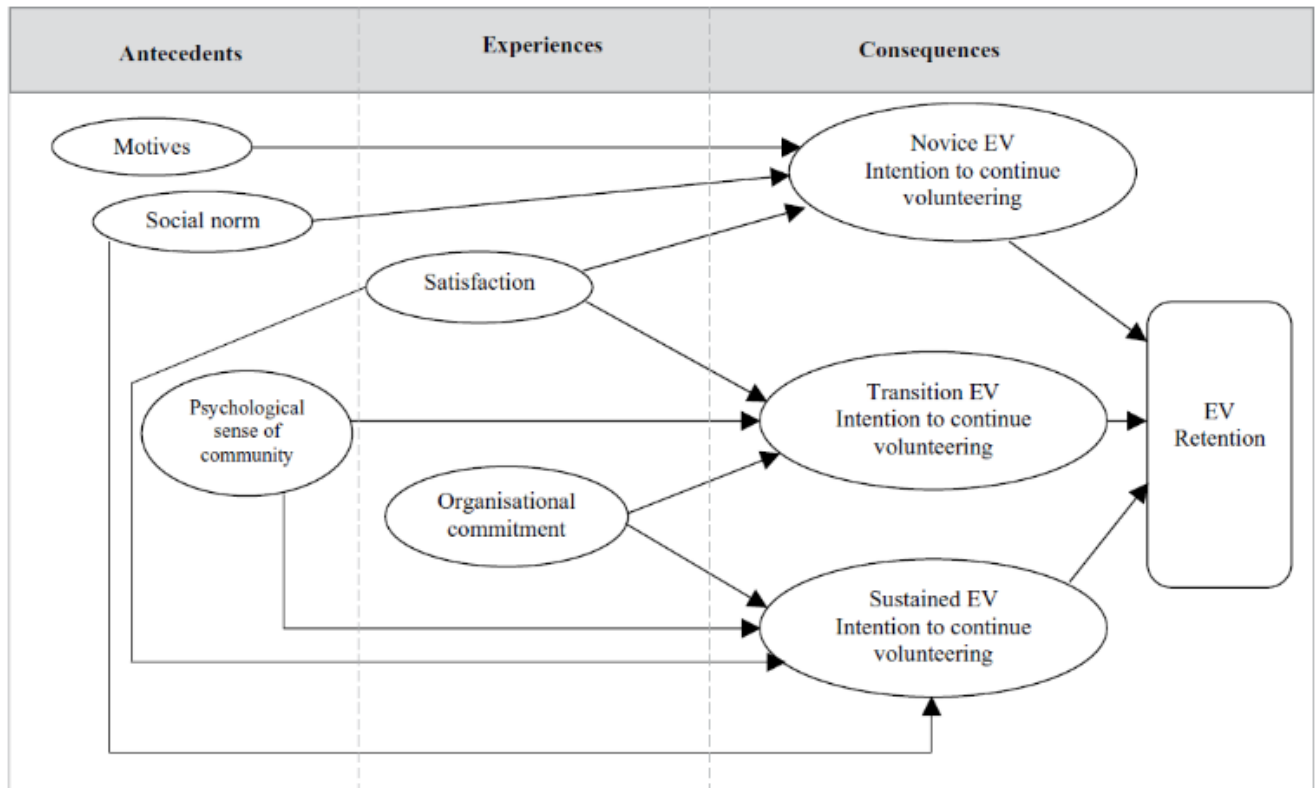 Antecedents
Experiences
Consequences
Motives
Social norm
Satisfaction
Psychological
sense of
community
Organisational
commitment
Novice EV
Intention to continue
volunteering
Transition EV
Intention to continue
volunteering
Sustained EV
Intention to continue
volunteering
EV
Retention